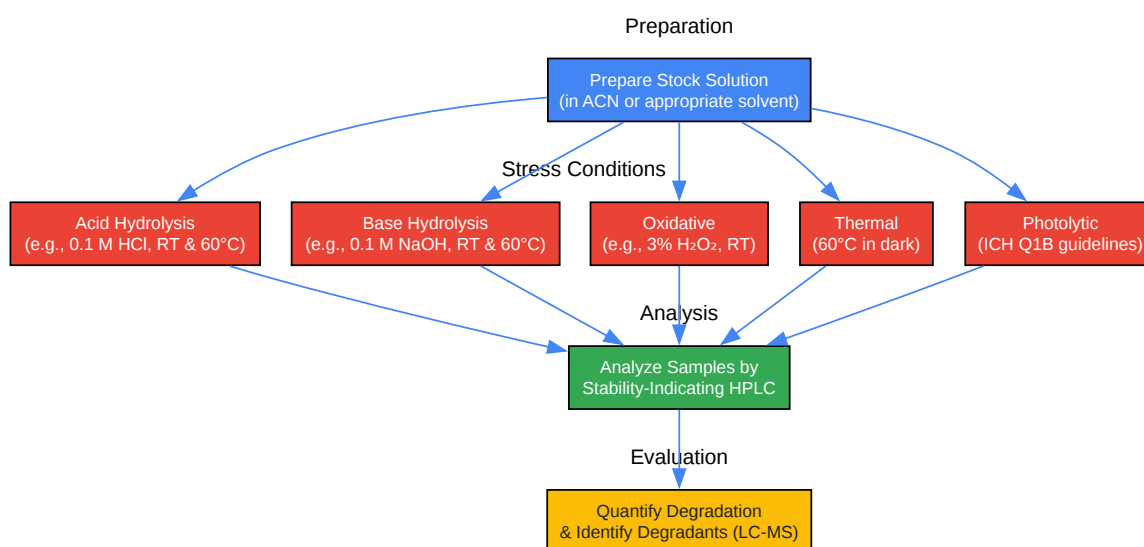 Preparation
Prepare Stock Solution
(in ACN or appropriate solvent)
Stress Conditions
Acid Hydrolysis
(e.g., 0.1 M HCl, RT & 60°C)
Base Hydrolysis
(e.g., 0.1 M NaOH, RT & 60°C)
Oxidative
(e.g., 3% H₂O₂, RT)
Thermal
(60°C in dark)
Photolytic
(ICH Q1B guidelines)
Analysis
Analyze Samples by
Stability-Indicating HPLC
Evaluation
Quantify Degradation
& Identify Degradants (LC-MS)